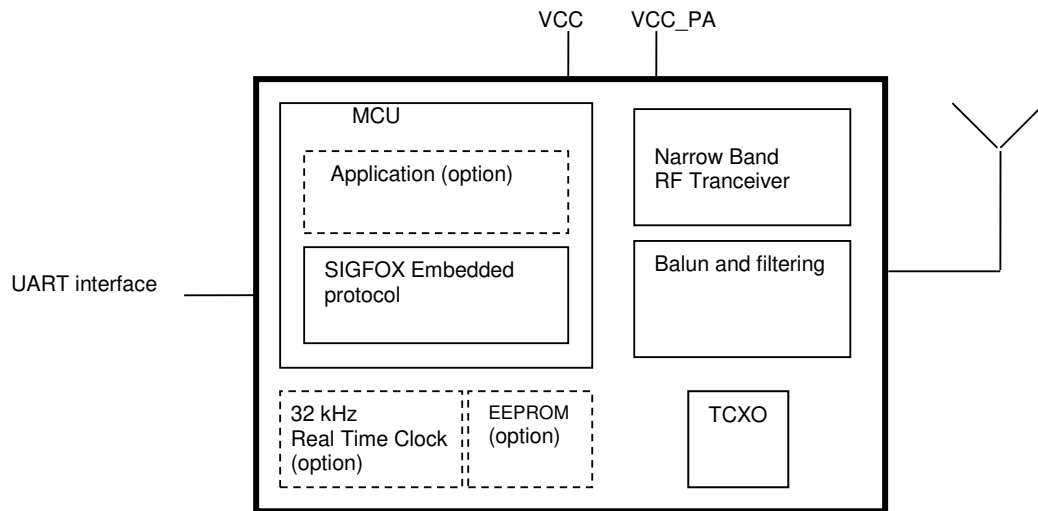 VCC VCC_PA
MCU
Application (option)
Narrow Band
RF Tranceiver
SIGFOX Embedded
protocol
Balun and filtering
UART interface
32 kHz
Real Time Clock
(option)
EEPROM
(option)
TCXO